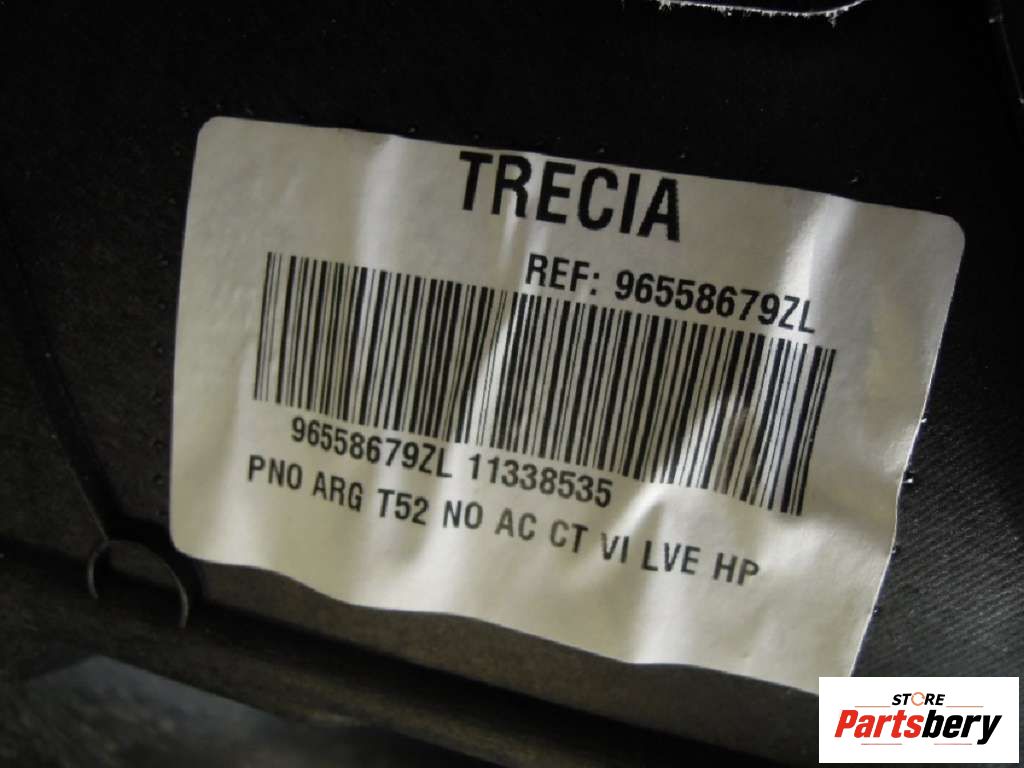 TRECIA
REF: 96558679ZL
96558679ZL 11338535
PNO ARG T52 NO AC CT VI LVE HP
STORE
Partsbery